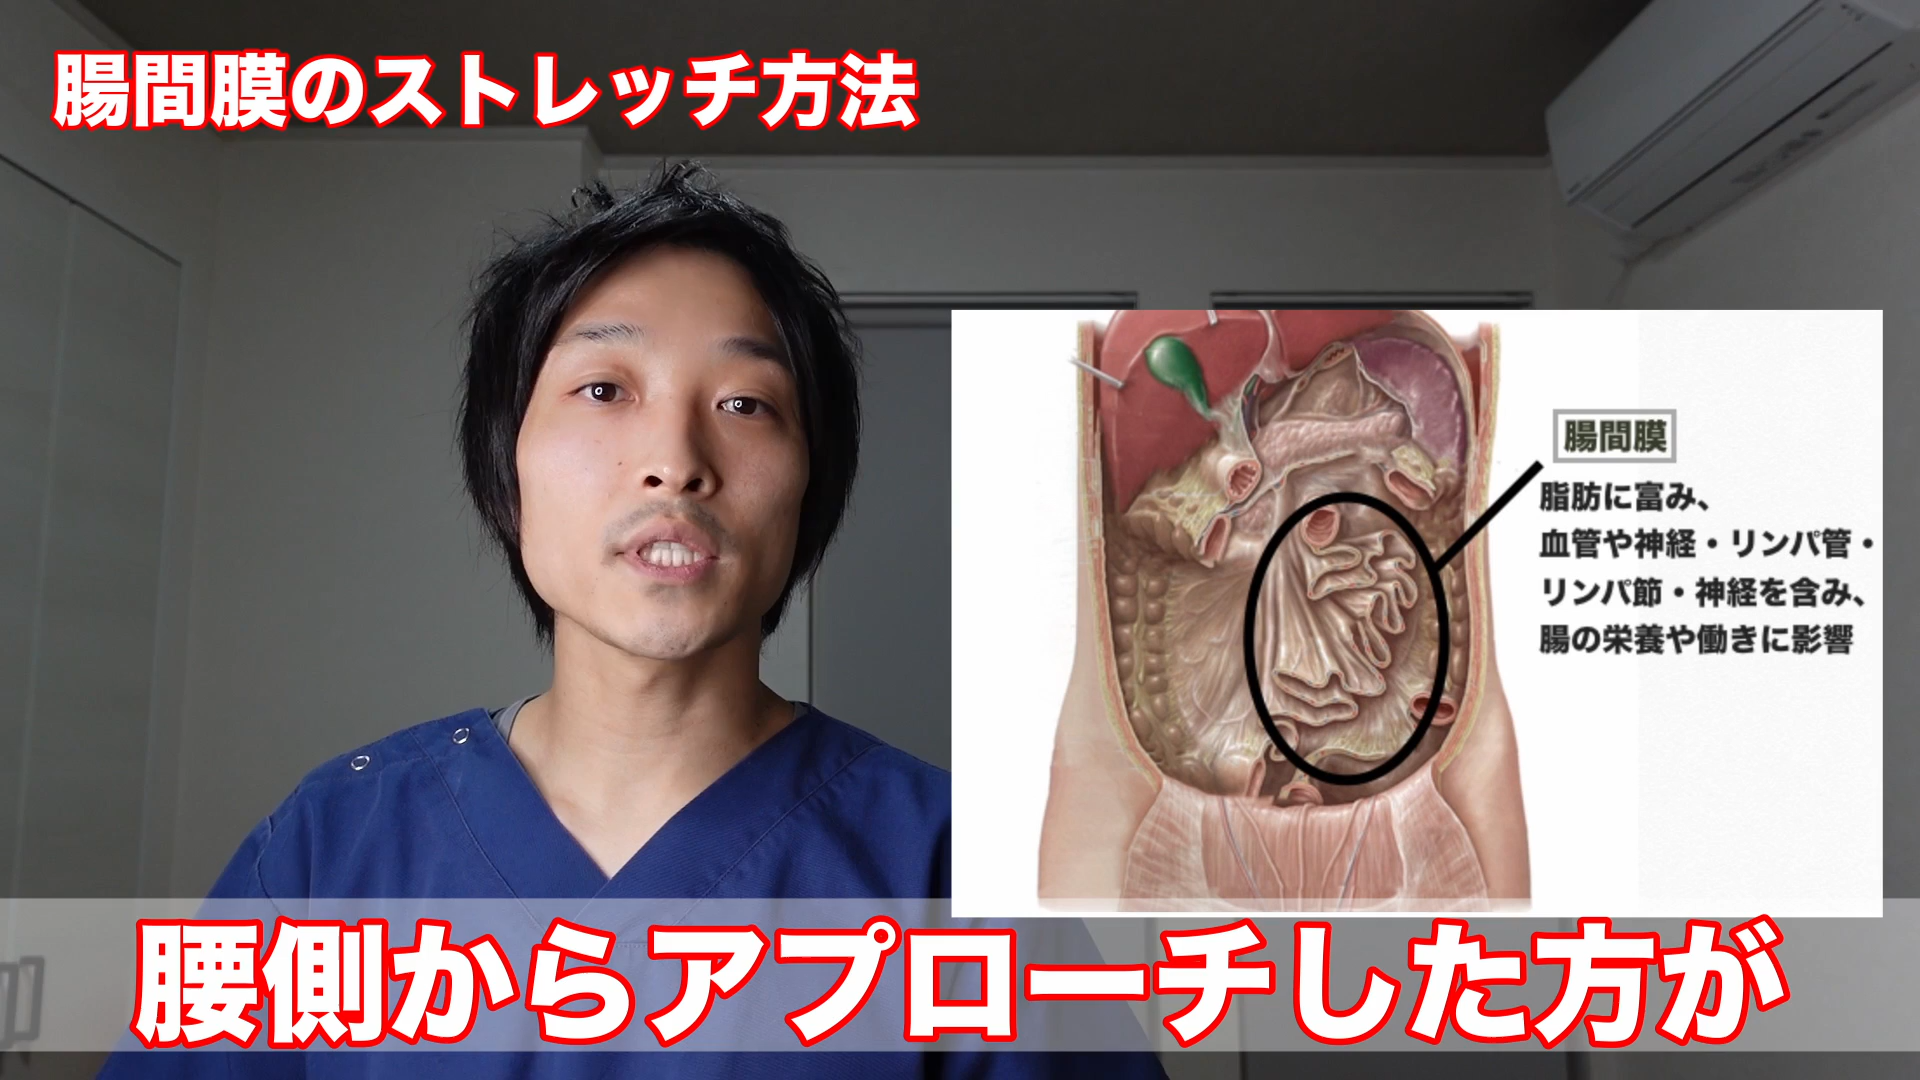 腸間膜のストレッチ方法
腸間膜
脂肪に富み、
血管や神経・リンパ管・
リンパ節・神経を含み、
腸の栄養や働きに影響
腰側からアプローチした方が